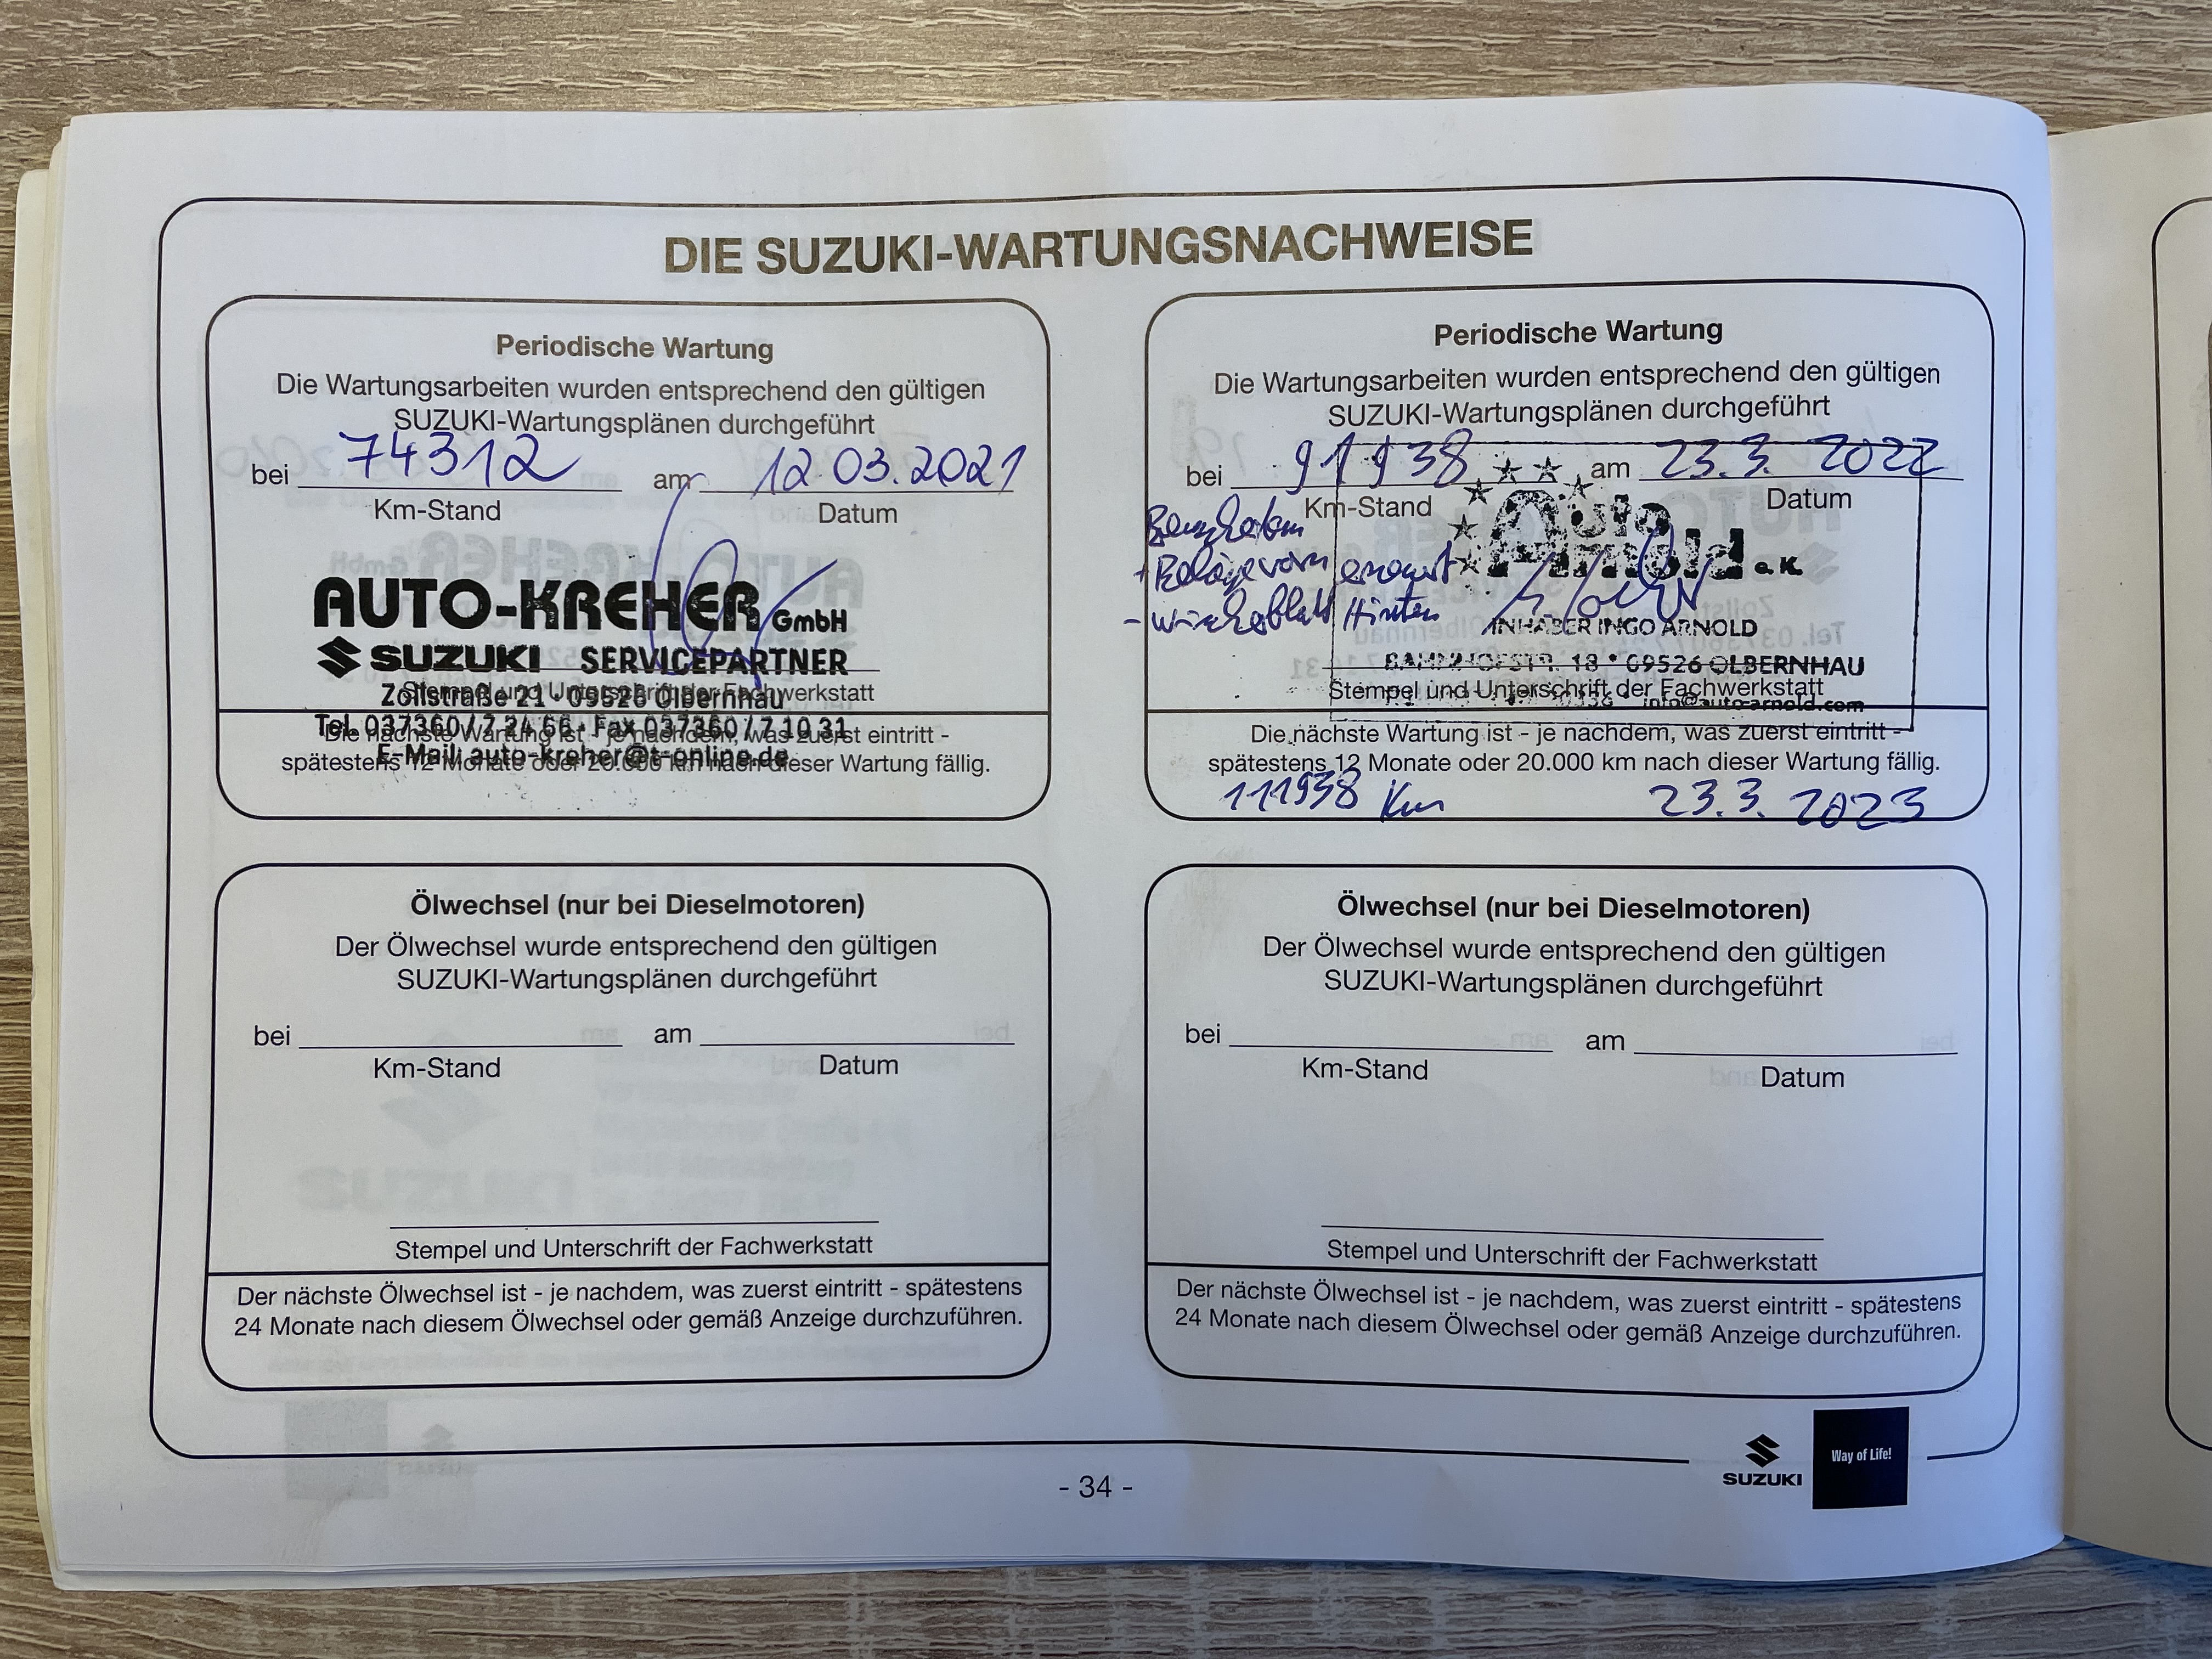 DIE SUZUKI-WARTUNGSNACHWEISE
Periodische Wartung
Die Wartungsarbeiten wurden entsprechend den gültigen
SUZUKI-Wartungsplänen durchgeführt
bei 74312 am 12.03.2021
Km-Stand Datum
AUTO-KREHER GmbH
SUZUKI SERVICEPARTNER
Zollstraße 21 · 09526 Olbernhau
Stempel und Unterschrift der Fachwerkstatt
Tel. 037360 / 7 24 66 · Fax 037360 / 7 10 31
Die nächste Wartung ist - je nachdem, was zuerst eintritt -
E-Mail: auto-kreher@t-online.de
spätestens 12 Monate oder 20.000 km nach dieser Wartung fällig.
Periodische Wartung
Die Wartungsarbeiten wurden entsprechend den gültigen
SUZUKI-Wartungsplänen durchgeführt
bei 91938 am 23.3. 2022
Km-Stand Datum
Auto
Arnold e.K.
+ Beläge vorn erneuert
- Wischerblatt Hinten
INHABER INGO ARNOLD
BAHNHOFSTR. 18 * 09526 OLBERNHAU
Stempel und Unterschrift der Fachwerkstatt
info@auto-arnold.com
Die nächste Wartung ist - je nachdem, was zuerst eintritt -
spätestens 12 Monate oder 20.000 km nach dieser Wartung fällig.
111938 Km 23.3. 2023
Ölwechsel (nur bei Dieselmotoren)
Der Ölwechsel wurde entsprechend den gültigen
SUZUKI-Wartungsplänen durchgeführt
bei am
Km-Stand Datum
Stempel und Unterschrift der Fachwerkstatt
Der nächste Ölwechsel ist - je nachdem, was zuerst eintritt - spätestens
24 Monate nach diesem Ölwechsel oder gemäß Anzeige durchzuführen.
Ölwechsel (nur bei Dieselmotoren)
Der Ölwechsel wurde entsprechend den gültigen
SUZUKI-Wartungsplänen durchgeführt
bei am
Km-Stand Datum
Stempel und Unterschrift der Fachwerkstatt
Der nächste Ölwechsel ist - je nachdem, was zuerst eintritt - spätestens
24 Monate nach diesem Ölwechsel oder gemäß Anzeige durchzuführen.
SUZUKI
Way of Life!
- 34 -